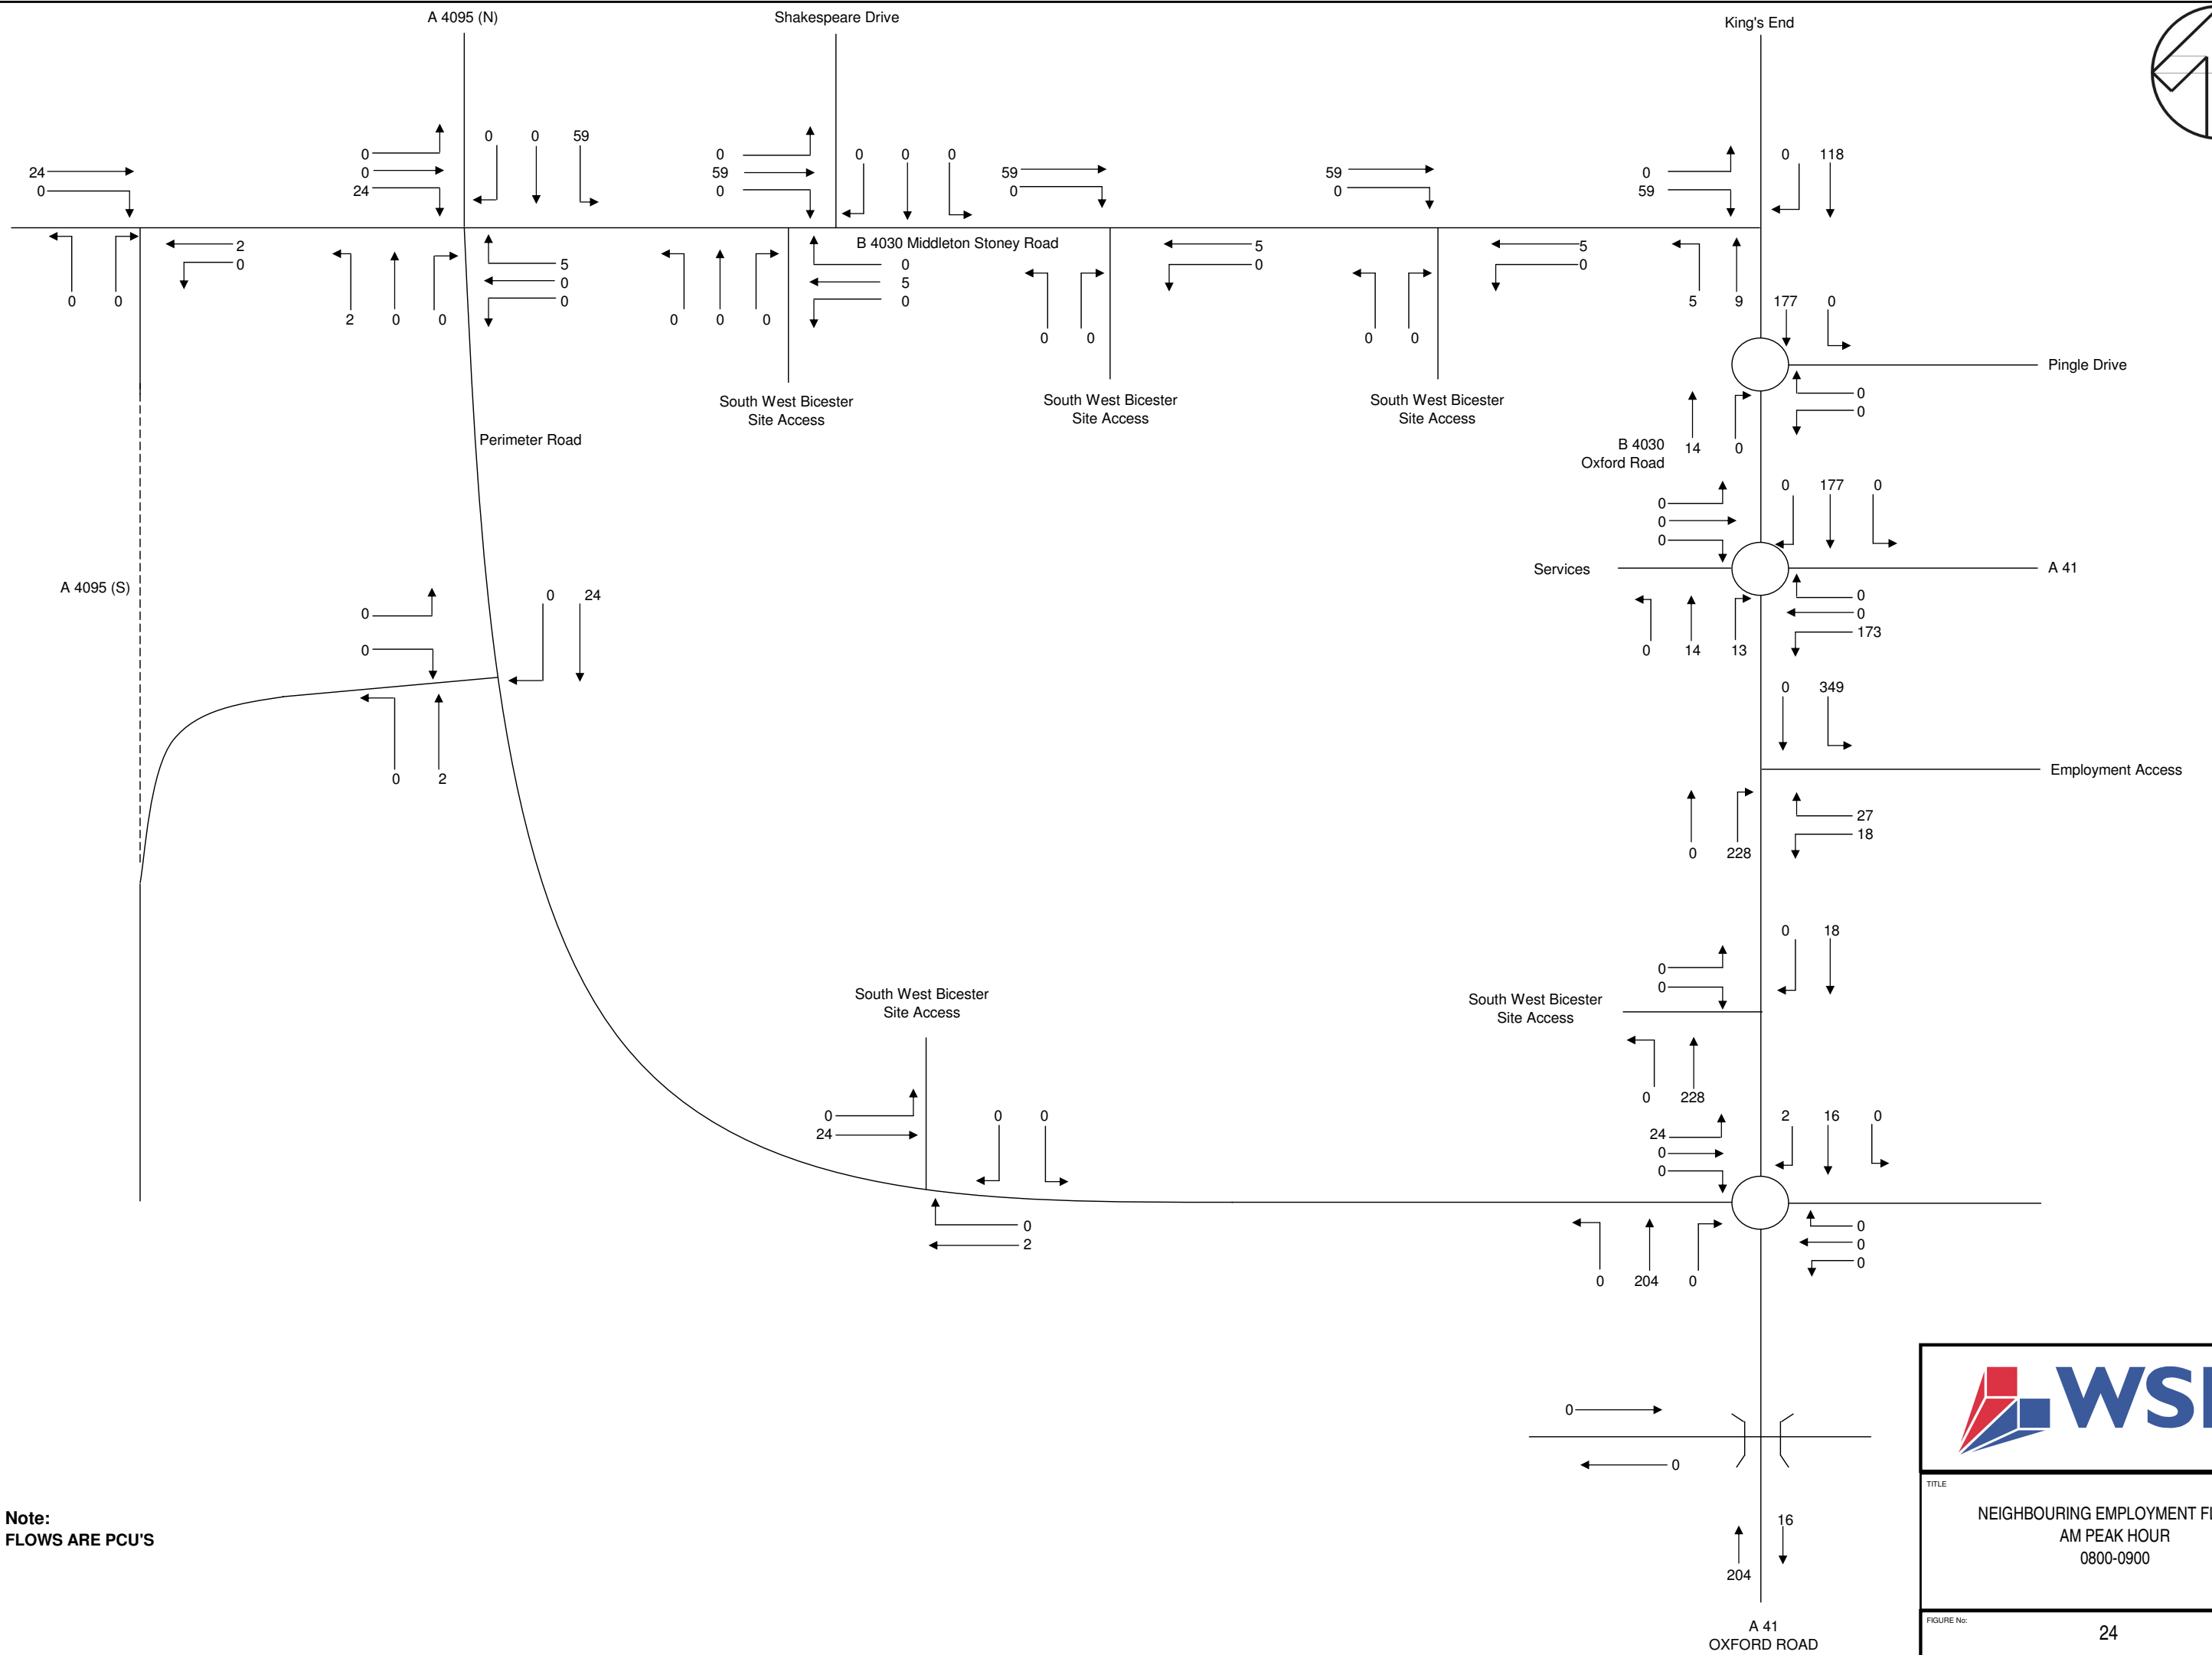 A 4095 (N)
Shakespeare Drive
King's End
0 0 59
0 0 0
0 118
0
0
24
0
59
0
24
0
59
0
59
0
0
59
B 4030 Middleton Stoney Road
2
0
5
0
0
0
5
0
5
0
5
0
0 0
2 0 0
0 0 0
0 0
0 0
5 9 177 0
Pingle Drive
South West Bicester
Site Access
South West Bicester
Site Access
South West Bicester
Site Access
0
0
Perimeter Road
B 4030
Oxford Road
14 0
0 177 0
0
0
0
Services
A 41
A 4095 (S)
0 24
0
0
0
0
173
0 14 13
0 349
0 2
Employment Access
27
18
0 228
0 18
0
0
South West Bicester
Site Access
South West Bicester
Site Access
0 228
0
24
0 0
2 16 0
24
0
0
0
2
0
0
0
0 204 0
0
0
16
204
A 41
OXFORD ROAD
Note:
FLOWS ARE PCU'S
TITLE
NEIGHBOURING EMPLOYMENT
AM PEAK HOUR
0800-0900
FIGURE No:
24